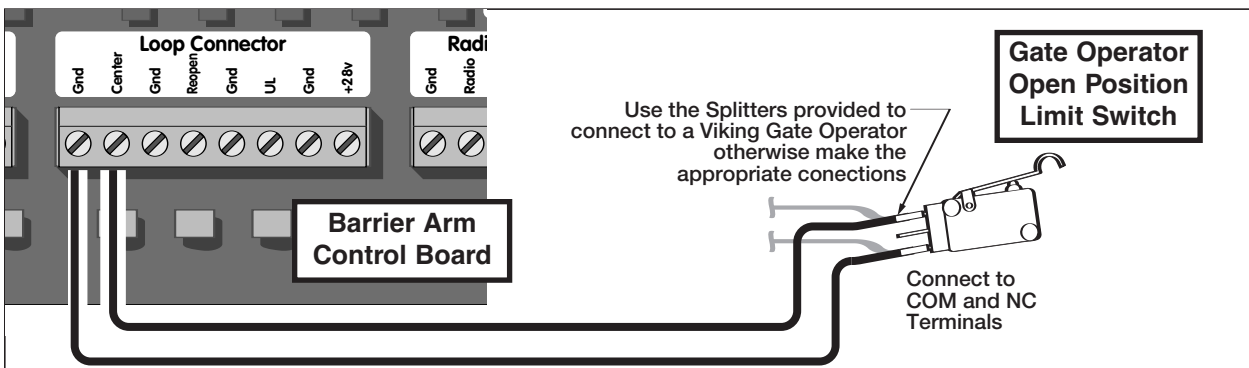 Loop Connector
Gnd
Center
Gnd
Reopen
Gnd
UL
Gnd
+28v
Radi
Gnd
Radio
Barrier Arm
Control Board
Use the Splitters provided to
connect to a Viking Gate Operator
otherwise make the
appropriate conections
Gate Operator
Open Position
Limit Switch
Connect to
COM and NC
Terminals